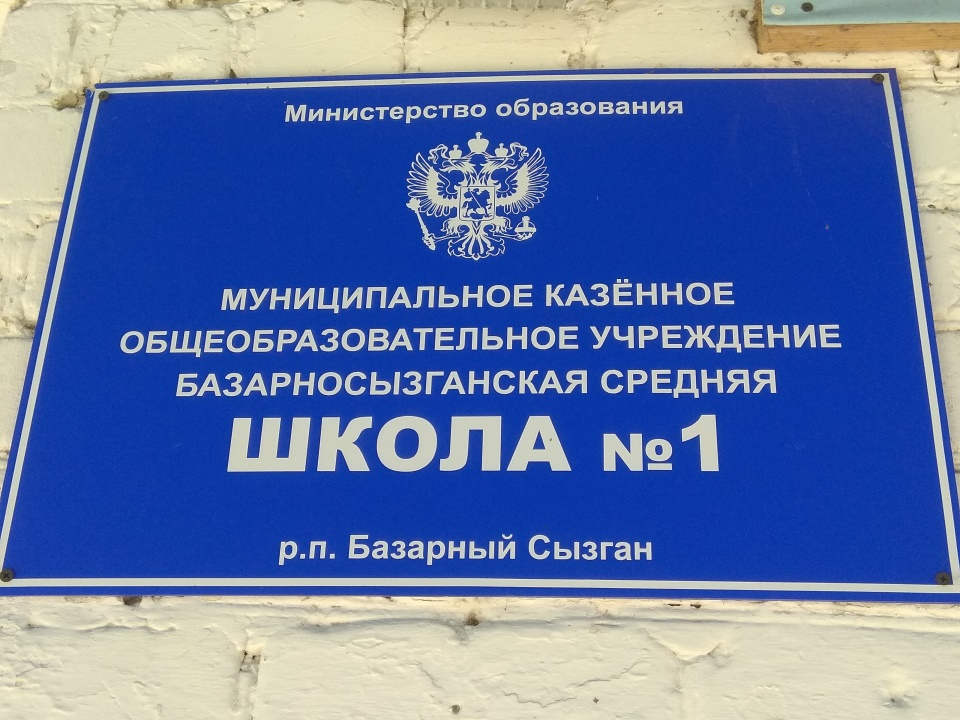 Министерство образования
МУНИЦИПАЛЬНОЕ КАЗЁННОЕ
ОБЩЕОБРАЗОВАТЕЛЬНОЕ УЧРЕЖДЕНИЕ
БАЗАРНОСЫЗГАНСКАЯ СРЕДНЯЯ
ШКОЛА №1
р.п. Базарный Сызган